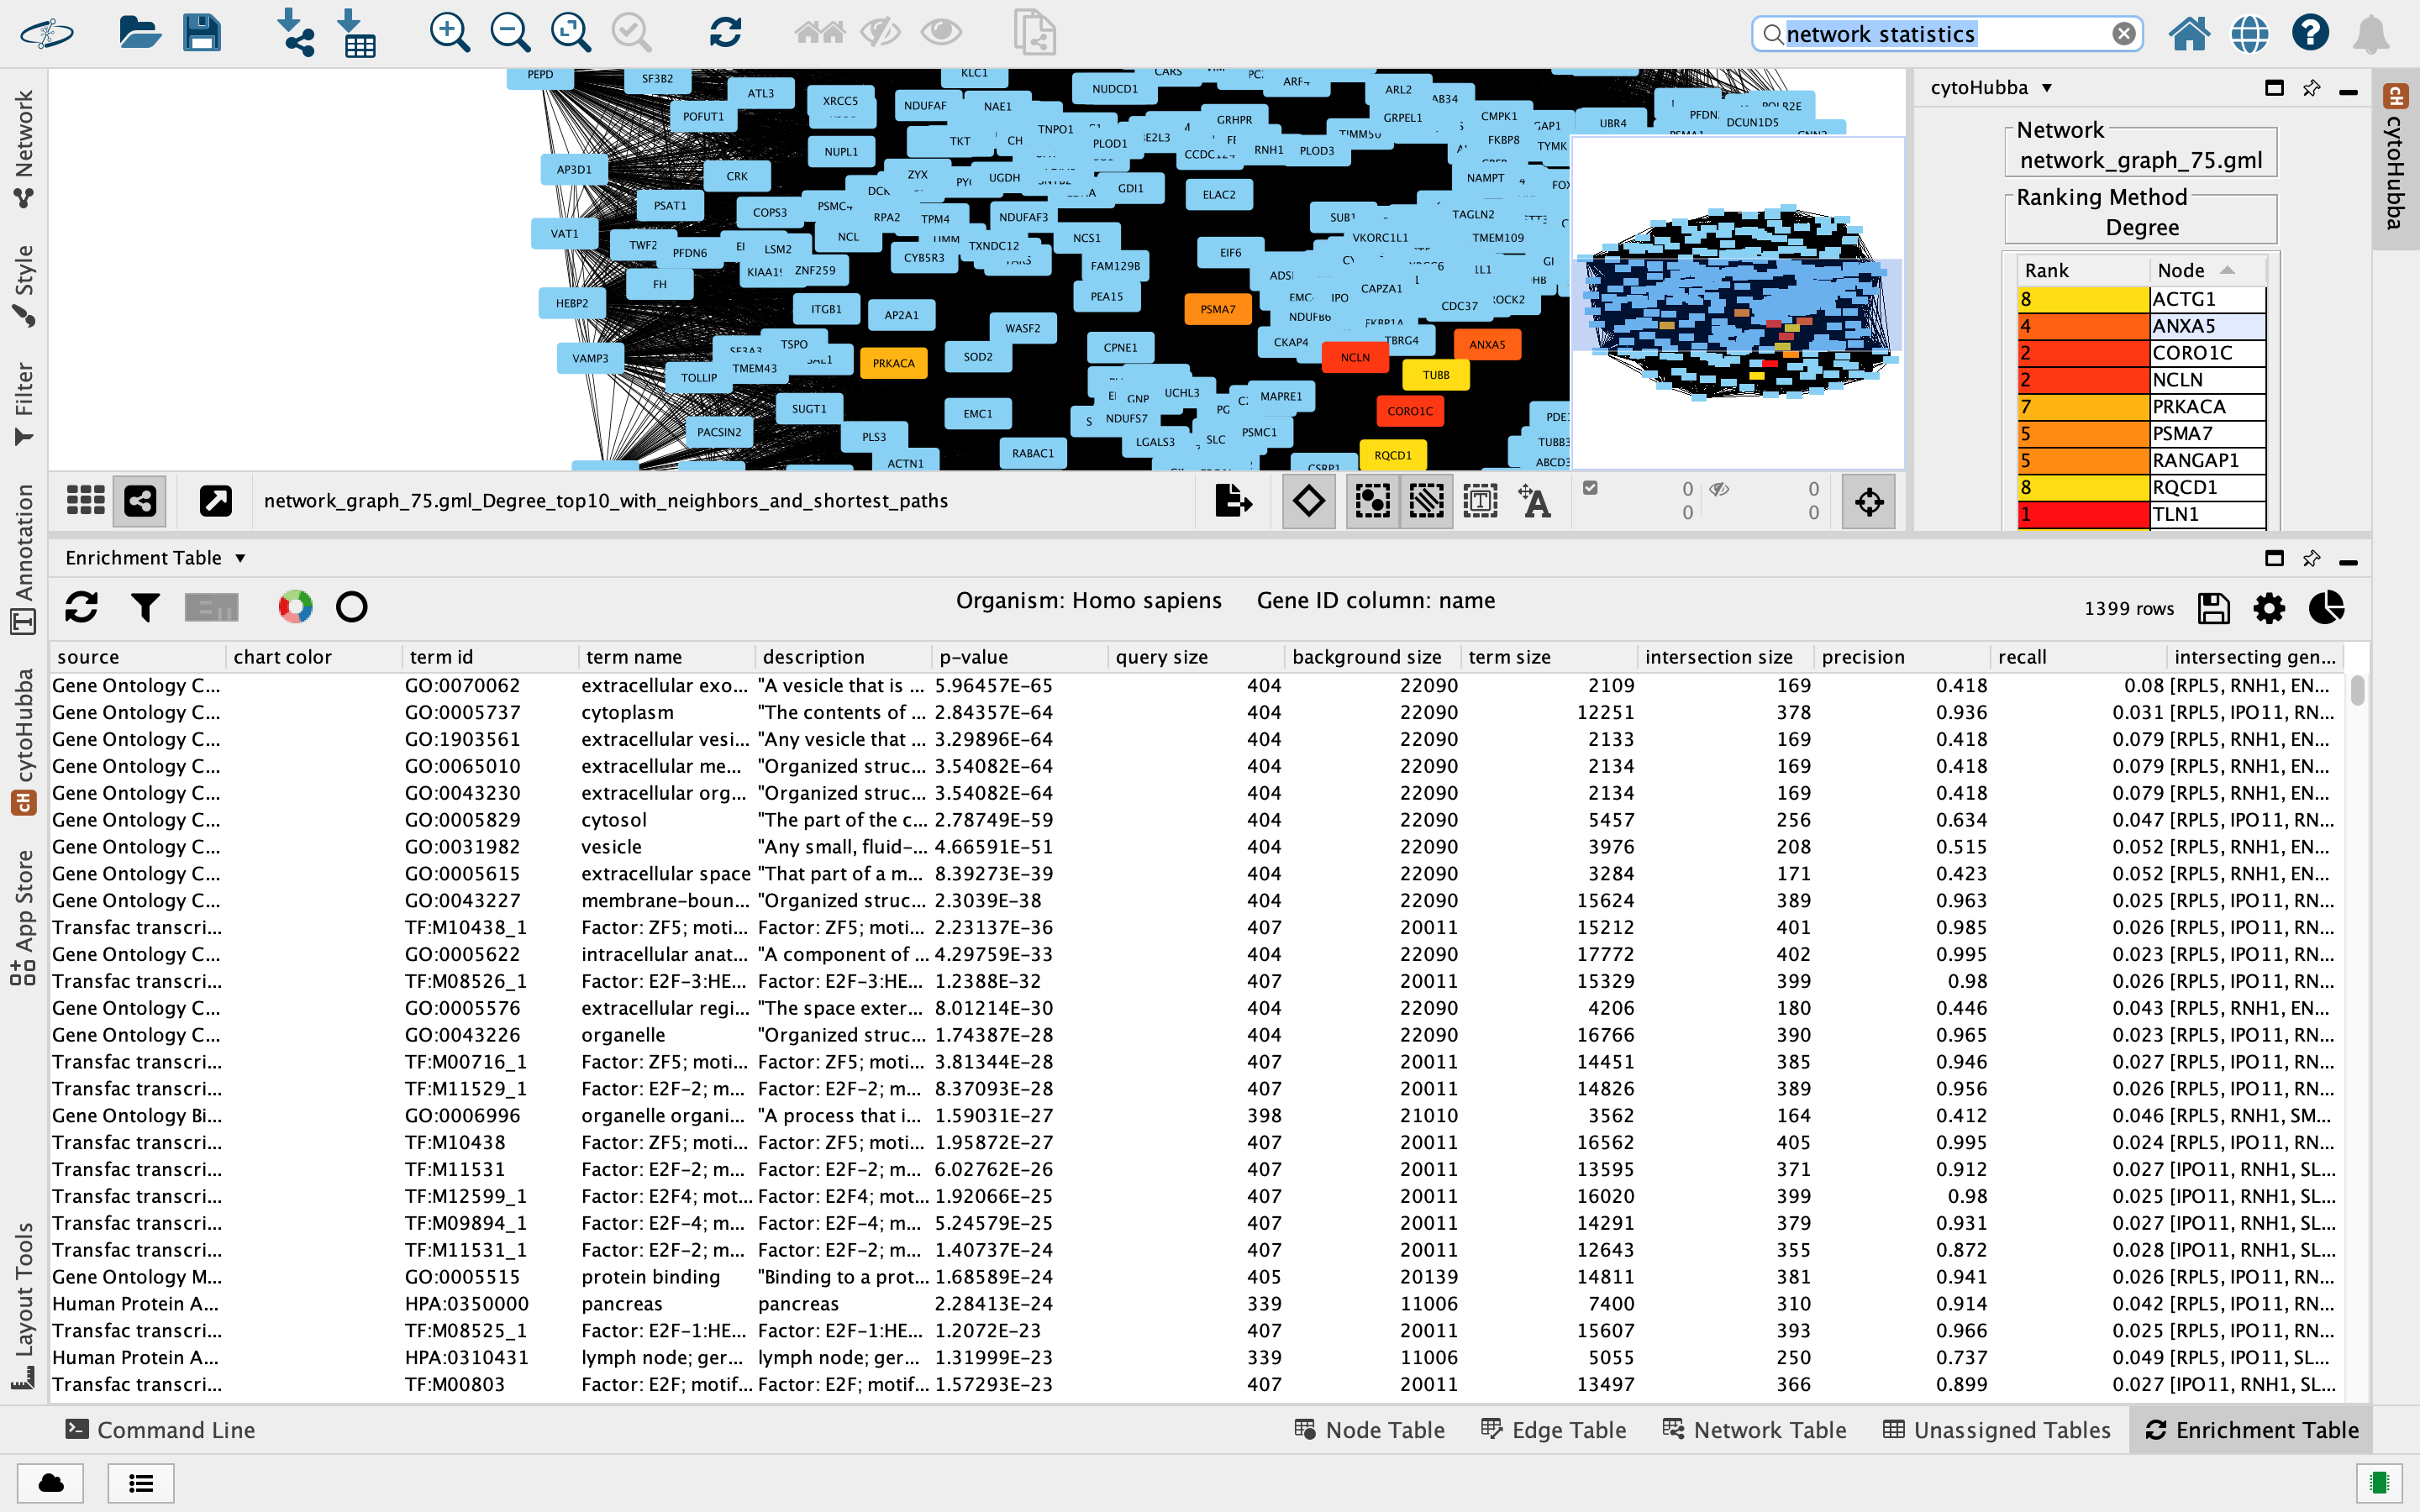 network statistics
Network
Style
Filter
Annotation
cytoHubba
App Store
Layout Tools
PEPD
SF3B2
ATL3
POFUT1
XRCC5
NUPL1
KLC1
NDUFAF
NAE1
TKT
CH
TNPO1
PLOD1
NUDCD1
CARS
ARF4
GRHPR
RNH1
PLOD3
TIMM50
ARL2
AB34
GRPEL1
CMPK1
GAP1
FKBP8
TYMK
UBR4
PFDN
DCUN1D5
POLR2E
AP3D1
CRK
ZYX
UGDH
GDI1
ELAC2
NAMPT
PSAT1
COPS3
PSMC4
RPA2
TPM4
NDUFAF3
SUB1
TAGLN2
VAT1
TWF2
PFDN6
LSM2
NCL
CYB5R3
TXNDC12
NCS1
EIF6
VKORC1L1
TMEM109
KIAA19
ZNF259
FAM129B
FH
PEA15
CAPZA1
HEBP2
ITGB1
AP2A1
WASF2
PSMA7
NDUFB6
IPO
CDC37
ROCK2
VAMP3
TSPO
TMEM43
TOLLIP
PRKACA
SOD2
CPNE1
CKAP4
NCLN
TBRG4
ANXA5
TUBB
SUGT1
EMC1
GNP
UCHL3
MAPRE1
CORO1C
NDUFS7
PACSIN2
PLS3
LGALS3
SLC
PSMC1
PDE
TUBB3
ACTN1
RABAC1
RQCD1
CSRP1
ABCD3
cytoHubba
Network
network_graph_75.gml
Ranking Method
Degree
Rank Node
8 ACTG1
4 ANXA5
2 CORO1C
2 NCLN
7 PRKACA
5 PSMA7
5 RANGAP1
8 RQCD1
1 TLN1
cH cytoHubba
network_graph_75.gml_Degree_top10_with_neighbors_and_shortest_paths
0 0
0 0
Enrichment Table
Organism: Homo sapiens Gene ID column: name
1399 rows
source chart color term id term name description p-value query size background size term size intersection size precision recall intersecting gen...
Gene Ontology C... GO:0070062 extracellular exo... "A vesicle that is ... 5.96457E-65 404 22090 2109 169 0.418 0.08 [RPL5, RNH1, EN...
Gene Ontology C... GO:0005737 cytoplasm "The contents of ... 2.84357E-64 404 22090 12251 378 0.936 0.031 [RPL5, IPO11, RN...
Gene Ontology C... GO:1903561 extracellular vesi... "Any vesicle that ... 3.29896E-64 404 22090 2133 169 0.418 0.079 [RPL5, RNH1, EN...
Gene Ontology C... GO:0065010 extracellular me... "Organized struc... 3.54082E-64 404 22090 2134 169 0.418 0.079 [RPL5, RNH1, EN...
Gene Ontology C... GO:0043230 extracellular org... "Organized struc... 3.54082E-64 404 22090 2134 169 0.418 0.079 [RPL5, RNH1, EN...
Gene Ontology C... GO:0005829 cytosol "The part of the c... 2.78749E-59 404 22090 5457 256 0.634 0.047 [RPL5, IPO11, RN...
Gene Ontology C... GO:0031982 vesicle "Any small, fluid-... 4.66591E-51 404 22090 3976 208 0.515 0.052 [RPL5, RNH1, EN...
Gene Ontology C... GO:0005615 extracellular space "That part of a m... 8.39273E-39 404 22090 3284 171 0.423 0.052 [RPL5, RNH1, EN...
Gene Ontology C... GO:0043227 membrane-boun... "Organized struc... 2.3039E-38 404 22090 15624 389 0.963 0.025 [RPL5, IPO11, RN...
Transfac transcri... TF:M10438_1 Factor: ZF5; moti... Factor: ZF5; moti... 2.23137E-36 407 20011 15212 401 0.985 0.026 [RPL5, IPO11, RN...
Gene Ontology C... GO:0005622 intracellular anat... "A component of ... 4.29759E-33 404 22090 17772 402 0.995 0.023 [RPL5, IPO11, RN...
Transfac transcri... TF:M08526_1 Factor: E2F-3:HE... Factor: E2F-3:HE... 1.2388E-32 407 20011 15329 399 0.98 0.026 [RPL5, IPO11, RN...
Gene Ontology C... GO:0005576 extracellular regi... "The space exter... 8.01214E-30 404 22090 4206 180 0.446 0.043 [RPL5, RNH1, EN...
Gene Ontology C... GO:0043226 organelle "Organized struc... 1.74387E-28 404 22090 16766 390 0.965 0.023 [RPL5, IPO11, RN...
Transfac transcri... TF:M00716_1 Factor: ZF5; moti... Factor: ZF5; moti... 3.81344E-28 407 20011 14451 385 0.946 0.027 [RPL5, IPO11, RN...
Transfac transcri... TF:M11529_1 Factor: E2F-2; m... Factor: E2F-2; m... 8.37093E-28 407 20011 14826 389 0.956 0.026 [RPL5, IPO11, RN...
Gene Ontology Bi... GO:0006996 organelle organi... "A process that i... 1.59031E-27 398 21010 3562 164 0.412 0.046 [RPL5, RNH1, SM...
Transfac transcri... TF:M10438 Factor: ZF5; moti... Factor: ZF5; moti... 1.95872E-27 407 20011 16562 405 0.995 0.024 [RPL5, IPO11, RN...
Transfac transcri... TF:M11531 Factor: E2F-2; m... Factor: E2F-2; m... 6.02762E-26 407 20011 13595 371 0.912 0.027 [IPO11, RNH1, SL...
Transfac transcri... TF:M12599_1 Factor: E2F4; mot... Factor: E2F4; mot... 1.92066E-25 407 20011 16020 399 0.98 0.025 [IPO11, RNH1, SL...
Transfac transcri... TF:M09894_1 Factor: E2F-4; m... Factor: E2F-4; m... 5.24579E-25 407 20011 14291 379 0.931 0.027 [IPO11, RNH1, SL...
Transfac transcri... TF:M11531_1 Factor: E2F-2; m... Factor: E2F-2; m... 1.40737E-24 407 20011 12643 355 0.872 0.028 [IPO11, RNH1, SL...
Gene Ontology M... GO:0005515 protein binding "Binding to a prot... 1.68589E-24 405 20139 14811 381 0.941 0.026 [RPL5, IPO11, RN...
Human Protein A... HPA:0350000 pancreas pancreas 2.28413E-24 339 11006 7400 310 0.914 0.042 [RPL5, IPO11, RN...
Transfac transcri... TF:M08525_1 Factor: E2F-1:HE... Factor: E2F-1:HE... 1.2072E-23 407 20011 15607 393 0.966 0.025 [RPL5, IPO11, RN...
Human Protein A... HPA:0310431 lymph node; ger... lymph node; ger... 1.31999E-23 339 11006 5055 250 0.737 0.049 [RPL5, IPO11, SL...
Transfac transcri... TF:M00803 Factor: E2F; motif... Factor: E2F; motif... 1.57293E-23 407 20011 13497 366 0.899 0.027 [IPO11, RNH1, SL...
Command Line Node Table Edge Table Network Table Unassigned Tables Enrichment Table